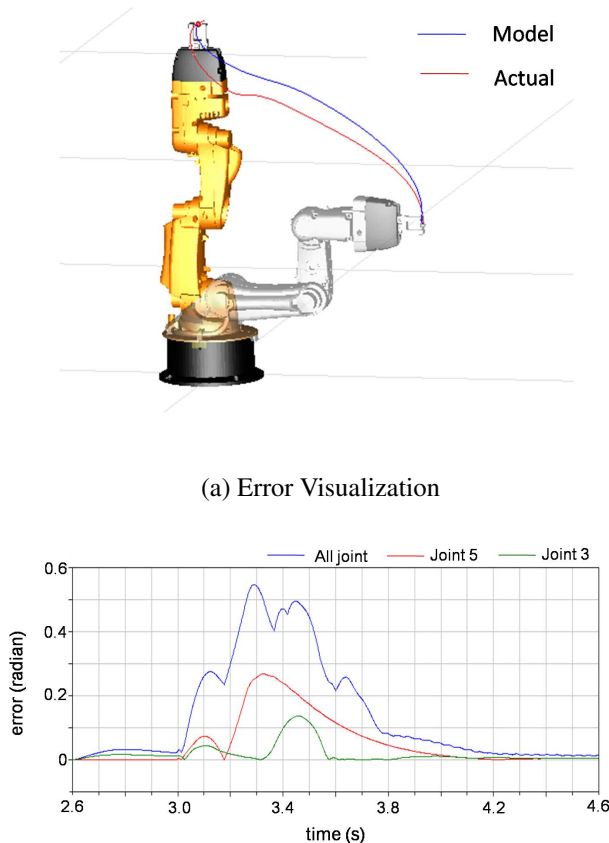 Model
Actual
(a) Error Visualization
All joint Joint 5 Joint 3
0.6
0.4
0.2
0
error (radian)
2.6 3.0 3.4 3.8 4.2 4.6
time (s)